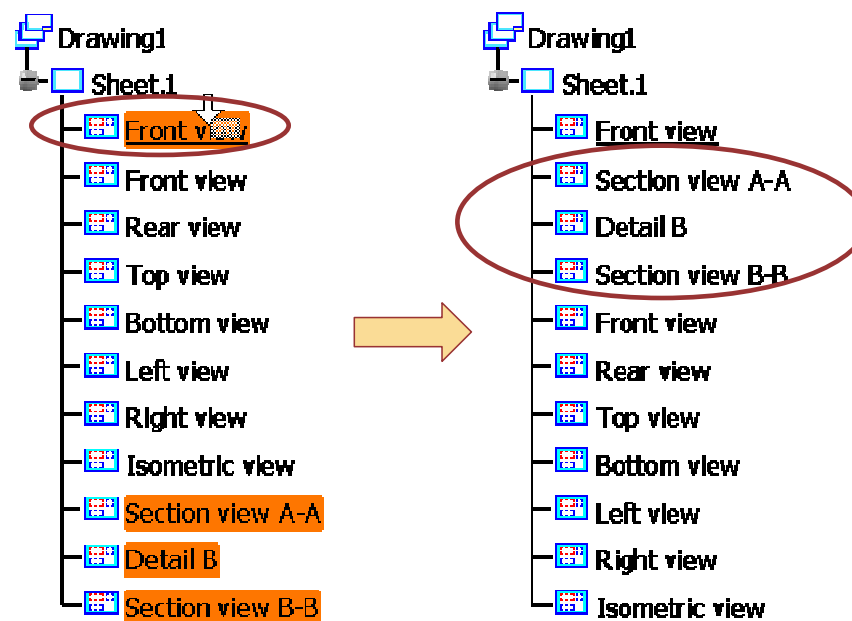 Drawing1
Sheet.1
Front view
Front view
Rear view
Top view
Bottom view
Left view
Right view
Isometric view
Section view A-A
Detail B
Section view B-B
Drawing1
Sheet.1
Front view
Section view A-A
Detail B
Section view B-B
Front view
Rear view
Top view
Bottom view
Left view
Right view
Isometric view